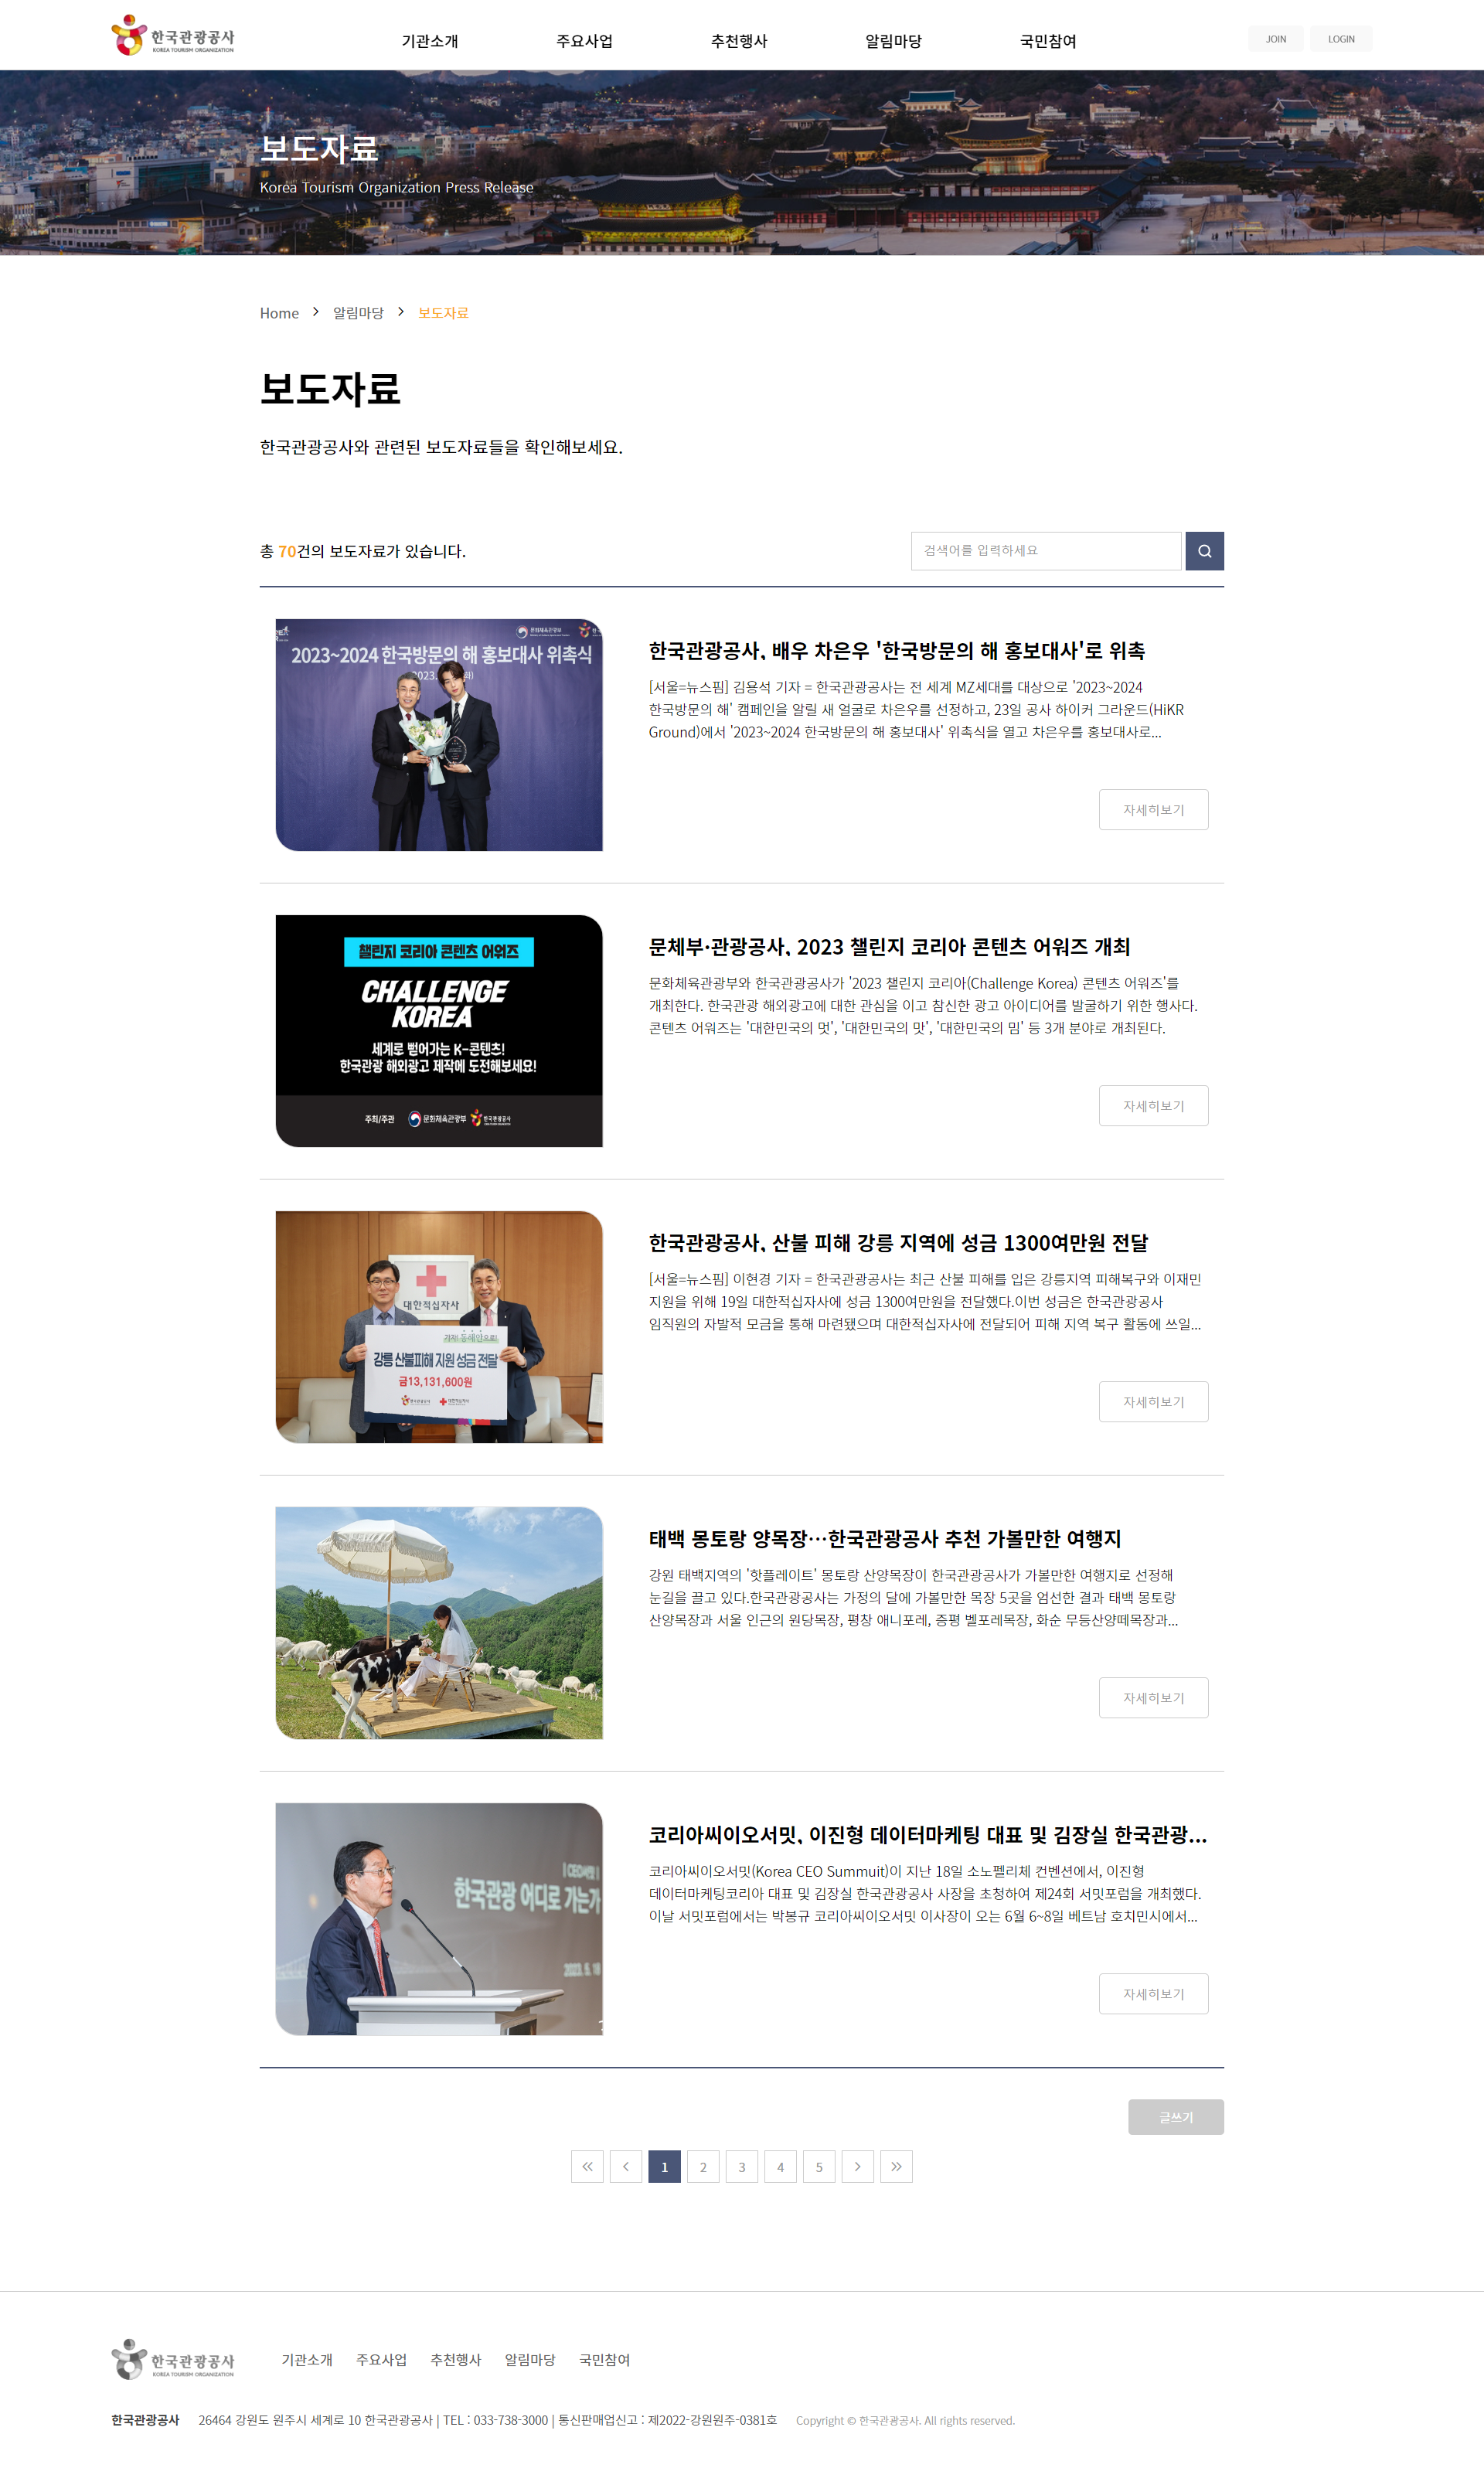 한국관광공사
KOREA TOURISM ORGANIZATION
기관소개
주요사업
추천행사
알림마당
국민참여
JOIN
LOGIN
보도자료
Korea Tourism Organization Press Release
Home > 알림마당 > 보도자료
보도자료
한국관광공사와 관련된 보도자료들을 확인해보세요.
총 70건의 보도자료가 있습니다.
검색어를 입력하세요
문화체육관광부
2023~2024 한국방문의 해 홍보대사 위촉식
한국관광공사, 배우 차은우 '한국방문의 해 홍보대사'로 위촉
[서울=뉴스핌] 김용석 기자 = 한국관광공사는 전 세계 MZ세대를 대상으로 '2023~2024
한국방문의 해' 캠페인을 알릴 새 얼굴로 차은우를 선정하고, 23일 공사 하이커 그라운드(HiKR
Ground)에서 '2023~2024 한국방문의 해 홍보대사' 위촉식을 열고 차은우를 홍보대사로...
자세히보기
챌린지 코리아 콘텐츠 어워즈
CHALLENGE
KOREA
세계로 뻗어가는 K-콘텐츠!
한국관광 해외광고 제작에 도전해보세요!
주최/주관 문화체육관광부 한국관광공사
문체부·관광공사, 2023 챌린지 코리아 콘텐츠 어워즈 개최
문화체육관광부와 한국관광공사가 '2023 챌린지 코리아(Challenge Korea) 콘텐츠 어워즈'를
개최한다. 한국관광 해외광고에 대한 관심을 이고 참신한 광고 아이디어를 발굴하기 위한 행사다.
콘텐츠 어워즈는 '대한민국의 멋', '대한민국의 맛', '대한민국의 밈' 등 3개 분야로 개최된다.
자세히보기
대한적십자사
가자! 동해안으로!
강릉 산불피해 지원 성금 전달
금13,131,600원
한국관광공사 대한적십자사
한국관광공사, 산불 피해 강릉 지역에 성금 1300여만원 전달
[서울=뉴스핌] 이현경 기자 = 한국관광공사는 최근 산불 피해를 입은 강릉지역 피해복구와 이재민
지원을 위해 19일 대한적십자사에 성금 1300여만원을 전달했다.이번 성금은 한국관광공사
임직원의 자발적 모금을 통해 마련됐으며 대한적십자사에 전달되어 피해 지역 복구 활동에 쓰일...
자세히보기
태백 몽토랑 양목장…한국관광공사 추천 가볼만한 여행지
강원 태백지역의 '핫플레이트' 몽토랑 산양목장이 한국관광공사가 가볼만한 여행지로 선정해
눈길을 끌고 있다.한국관광공사는 가정의 달에 가볼만한 목장 5곳을 엄선한 결과 태백 몽토랑
산양목장과 서울 인근의 원당목장, 평창 애니포레, 증평 벨포레목장, 화순 무등산양떼목장과...
자세히보기
CEO써밋
한국관광 어디로 가는가
2023. 5. 18
코리아씨이오서밋, 이진형 데이터마케팅 대표 및 김장실 한국관광...
코리아씨이오서밋(Korea CEO Summuit)이 지난 18일 소노펠리체 컨벤션에서, 이진형
데이터마케팅코리아 대표 및 김장실 한국관광공사 사장을 초청하여 제24회 서밋포럼을 개최했다.
이날 서밋포럼에서는 박봉규 코리아씨이오서밋 이사장이 오는 6월 6~8일 베트남 호치민시에서...
자세히보기
글쓰기
1 2 3 4 5
한국관광공사
KOREA TOURISM ORGANIZATION
기관소개 주요사업 추천행사 알림마당 국민참여
한국관광공사 26464 강원도 원주시 세계로 10 한국관광공사 | TEL : 033-738-3000 | 통신판매업신고 : 제2022-강원원주-0381호 Copyright © 한국관광공사. All rights reserved.